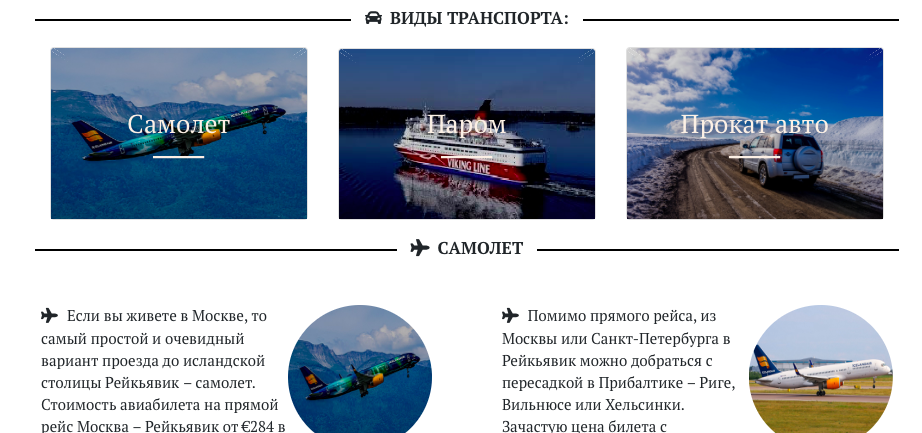 ВИДЫ ТРАНСПОРТА:
Самолет
Паром
Прокат авто
VIKING LINE
САМОЛЕТ
Если вы живете в Москве, то
самый простой и очевидный
вариант проезда до исландской
столицы Рейкьявик – самолет.
Стоимость авиабилета на прямой
рейс Москва – Рейкьявик от €284 в
Помимо прямого рейса, из
Москвы или Санкт-Петербурга в
Рейкьявик можно добраться с
пересадкой в Прибалтике – Риге,
Вильнюсе или Хельсинки.
Зачастую цена билета с